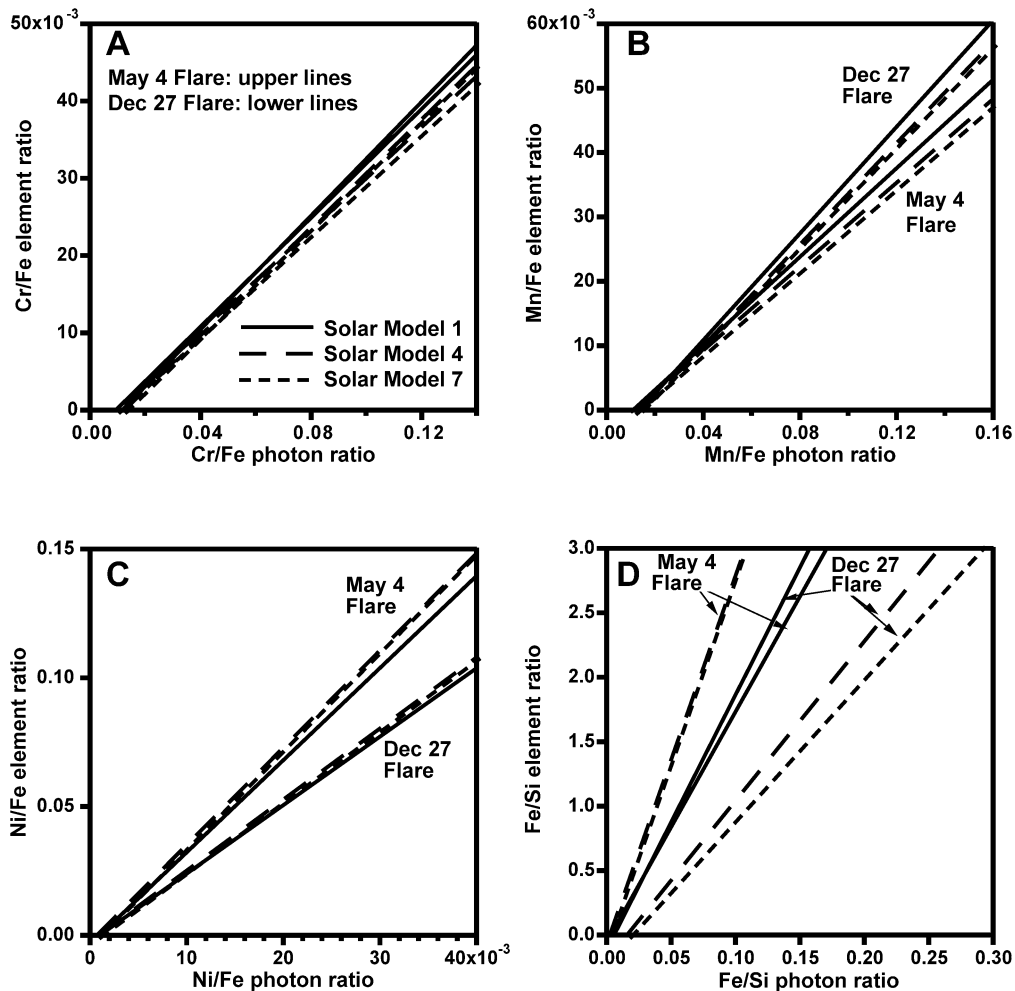 50x10⁻³
A
May 4 Flare: upper lines
Dec 27 Flare: lower lines
40
30
20
10
0
Cr/Fe element ratio
Solar Model 1
Solar Model 4
Solar Model 7
0.00 0.04 0.08 0.12
Cr/Fe photon ratio
60x10⁻³
B
Dec 27
Flare
50
40
30
20
10
0
Mn/Fe element ratio
May 4
Flare
0.00 0.04 0.08 0.12 0.16
Mn/Fe photon ratio
0.15
C
May 4
Flare
0.10
0.05
0.00
Ni/Fe element ratio
Dec 27
Flare
0 10 20 30 40x10⁻³
Ni/Fe photon ratio
3.0
D
May 4
Flare
Dec 27
Flare
2.5
2.0
1.5
1.0
0.5
0.0
Fe/Si element ratio
0.00 0.05 0.10 0.15 0.20 0.25 0.30
Fe/Si photon ratio